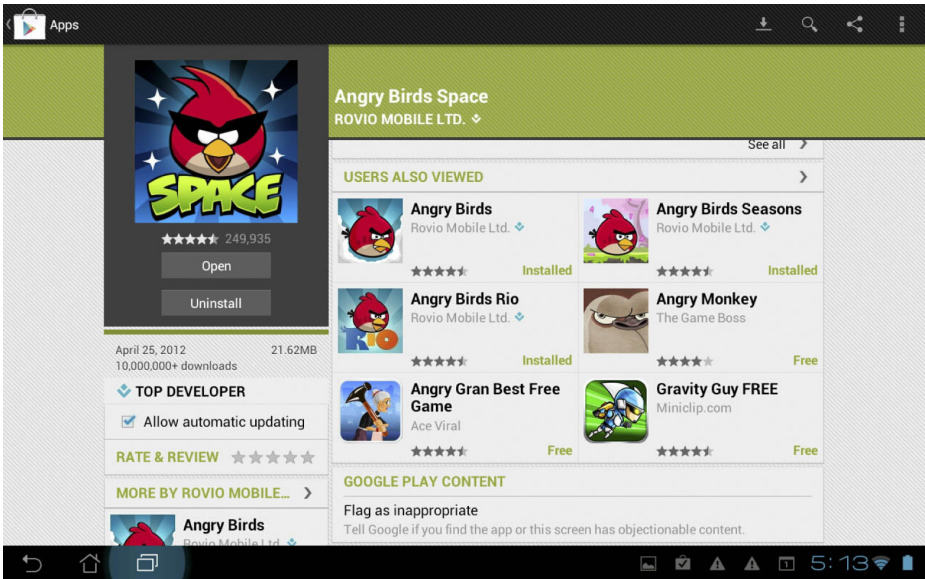 Apps
SPACE
Angry Birds Space
ROVIO MOBILE LTD.
249,935
Open
Uninstall
April 25, 2012 21.62MB
10,000,000+ downloads
TOP DEVELOPER
Allow automatic updating
RATE & REVIEW
MORE BY ROVIO MOBILE...
Angry Birds
Rovio Mobile Ltd.
See all
USERS ALSO VIEWED
Angry Birds
Rovio Mobile Ltd.
Installed
Angry Birds Seasons
Rovio Mobile Ltd.
Installed
Angry Birds Rio
Rovio Mobile Ltd.
RIO
Installed
Angry Monkey
The Game Boss
Free
Angry Gran Best Free
Game
Ace Viral
Free
Gravity Guy FREE
Miniclip.com
Free
GOOGLE PLAY CONTENT
Flag as inappropriate
Tell Google if you find the app or this screen has objectionable content.
1
5:13